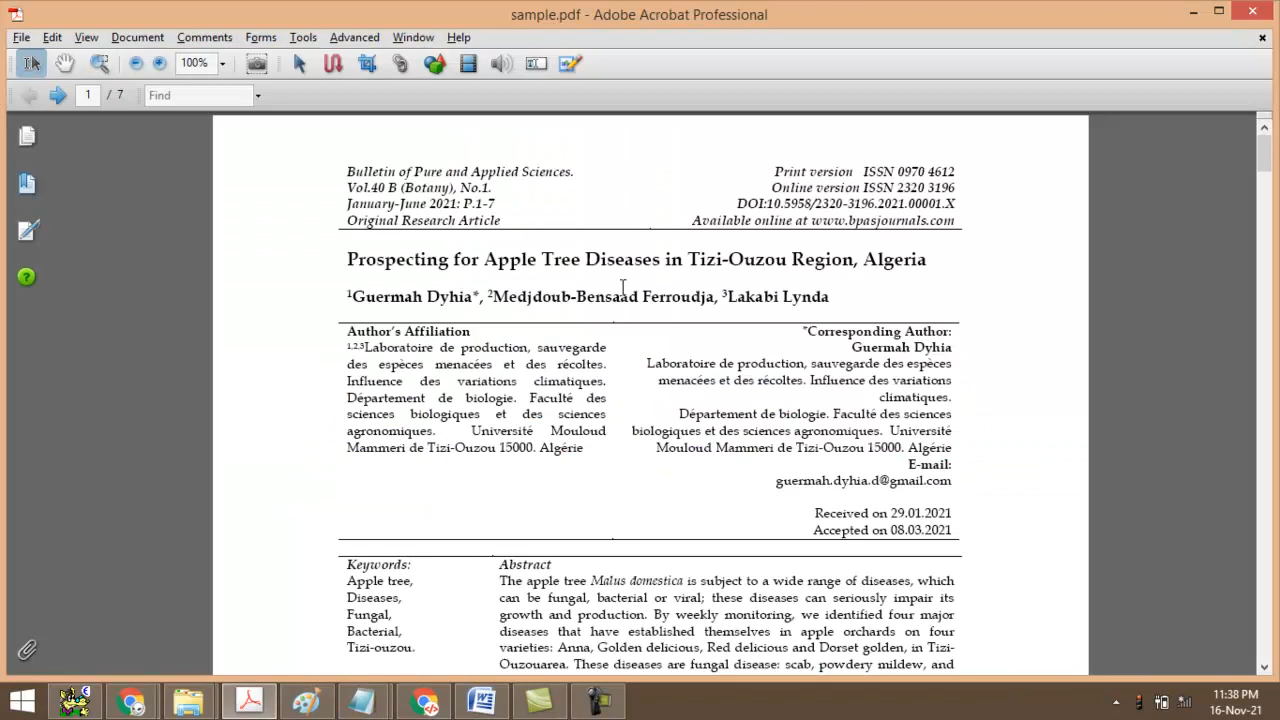 sample.pdf - Adobe Acrobat Professional
File Edit View Document Comments Forms Tools Advanced Window Help
100%
1 / 7 Find
Bulletin of Pure and Applied Sciences.
Vol.40 B (Botany), No.1.
January-June 2021: P.1-7
Original Research Article
Print version ISSN 0970 4612
Online version ISSN 2320 3196
DOI:10.5958/2320-3196.2021.00001.X
Available online at www.bpasjournals.com
Prospecting for Apple Tree Diseases in Tizi-Ouzou Region, Algeria
1Guermah Dyhia*, 2Medjdoub-Bensaad Ferroudja, 3Lakabi Lynda
Author's Affiliation
1,2,3Laboratoire de production, sauvegarde
des espèces menacées et des récoltes.
Influence des variations climatiques.
Département de biologie. Faculté des
sciences biologiques et des sciences
agronomiques. Université Mouloud
Mammeri de Tizi-Ouzou 15000. Algérie
*Corresponding Author:
Guermah Dyhia
Laboratoire de production, sauvegarde des espèces
menacées et des récoltes. Influence des variations
climatiques.
Département de biologie. Faculté des sciences
biologiques et des sciences agronomiques. Université
Mouloud Mammeri de Tizi-Ouzou 15000. Algérie
E-mail:
guermah.dyhia.d@gmail.com
Received on 29.01.2021
Accepted on 08.03.2021
Keywords:
Apple tree,
Diseases,
Fungal,
Bacterial,
Tizi-ouzou.
Abstract
The apple tree Malus domestica is subject to a wide range of diseases, which
can be fungal, bacterial or viral; these diseases can seriously impair its
growth and production. By weekly monitoring, we identified four major
diseases that have established themselves in apple orchards on four
varieties: Anna, Golden delicious, Red delicious and Dorset golden, in Tizi-
Ouzouarea. These diseases are fungal disease: scab, powdery mildew, and
11:38 PM
16-Nov-21